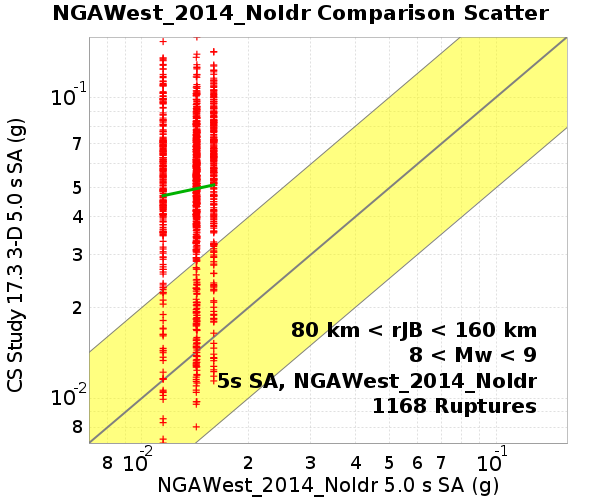 NGAWest_2014_NoIdr Comparison Scatter
CS Study 17.3 3-D 5.0 s SA (g)
10-1
7
5
4
3
2
10-2
8
80 km < rJB < 160 km
8 < Mw < 9
5s SA, NGAWest_2014_NoIdr
1168 Ruptures
8 10-2 2 3 4 5 6 7 10-1
NGAWest_2014_NoIdr 5.0 s SA (g)